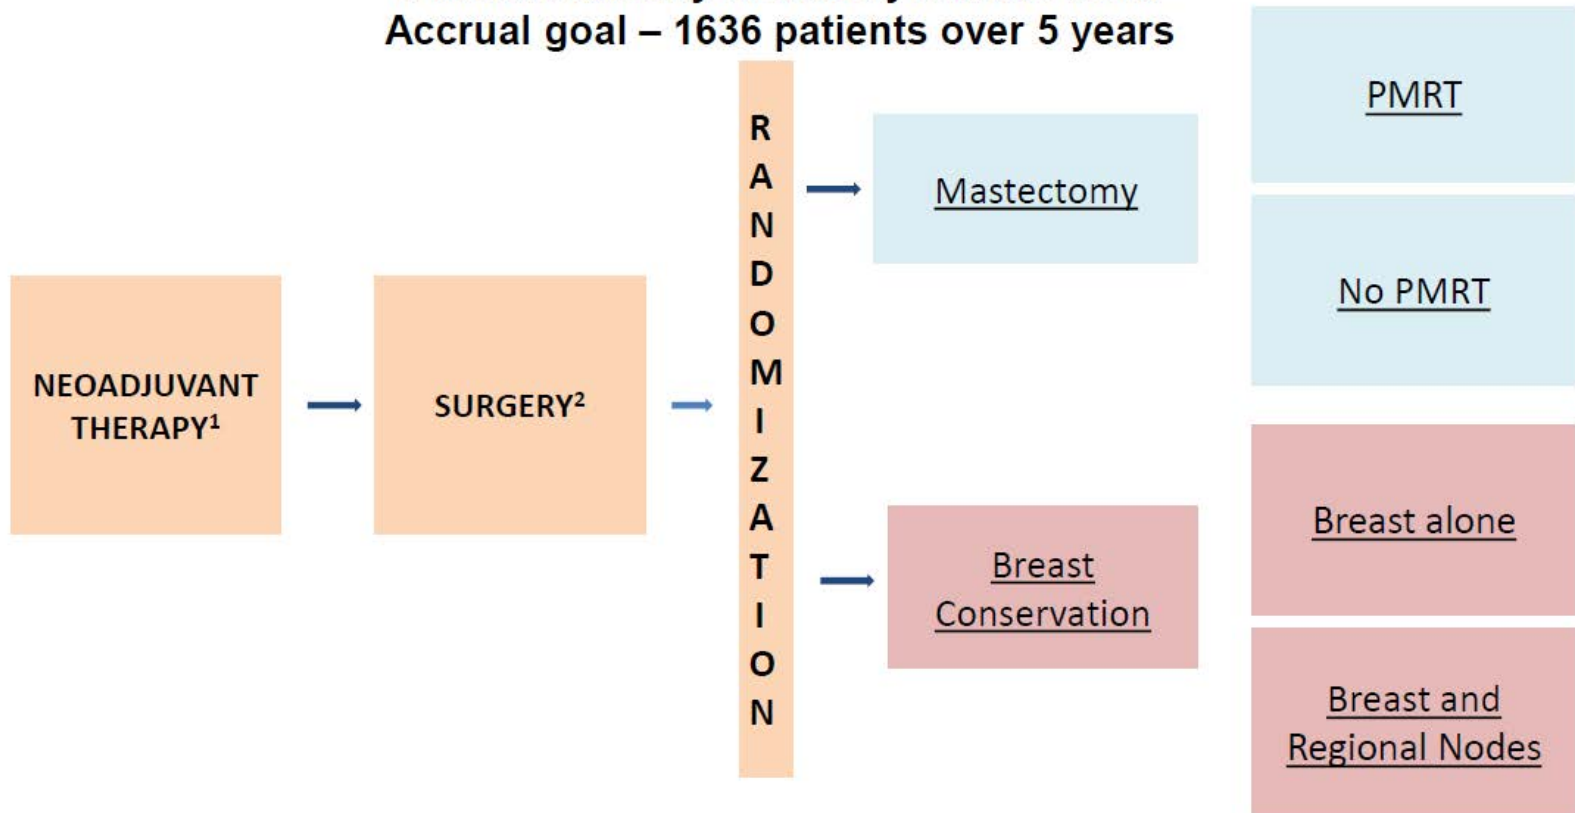 Accrual goal – 1636 patients over 5 years
NEOADJUVANT
THERAPY¹
SURGERY²
RANDOMIZATION
Mastectomy
Breast
Conservation
PMRT
No PMRT
Breast alone
Breast and
Regional Nodes